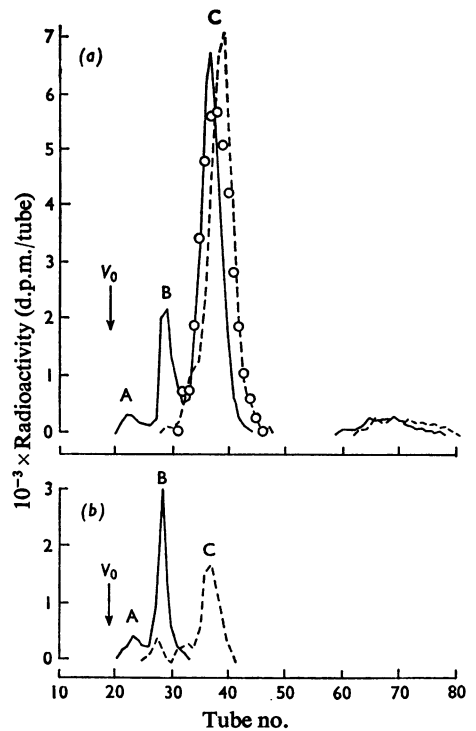 C
7
(a)
6
5
4
3
V₀
B
2
1
A
0
10⁻³ × Radioactivity (d.p.m./tube)
3
B
(b)
2
C
V₀
1
A
0
10 20 30 40 50 60 70 80
Tube no.